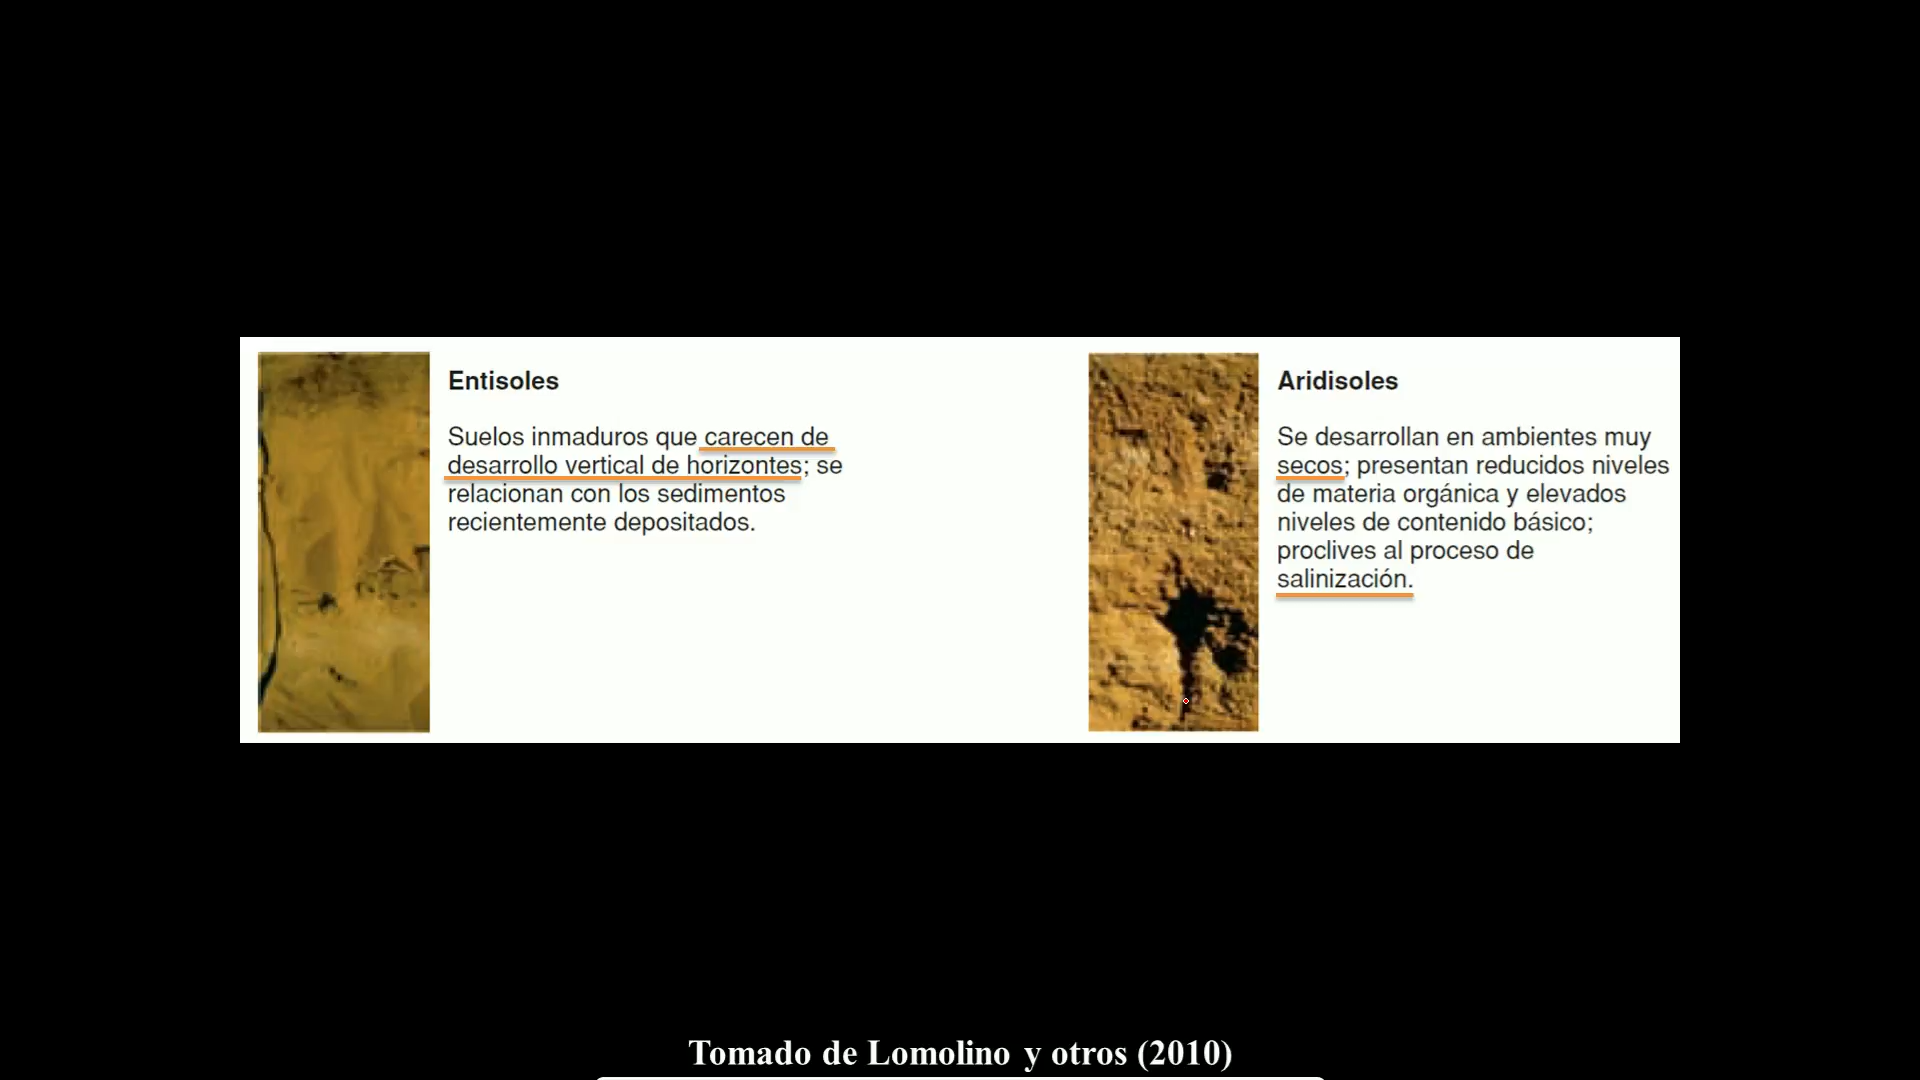 Entisoles
Suelos inmaduros que carecen de
desarrollo vertical de horizontes; se
relacionan con los sedimentos
recientemente depositados.
Aridisoles
Se desarrollan en ambientes muy
secos; presentan reducidos niveles
de materia orgánica y elevados
niveles de contenido básico;
proclives al proceso de
salinización.
Tomado de Lomolino y otros (2010)